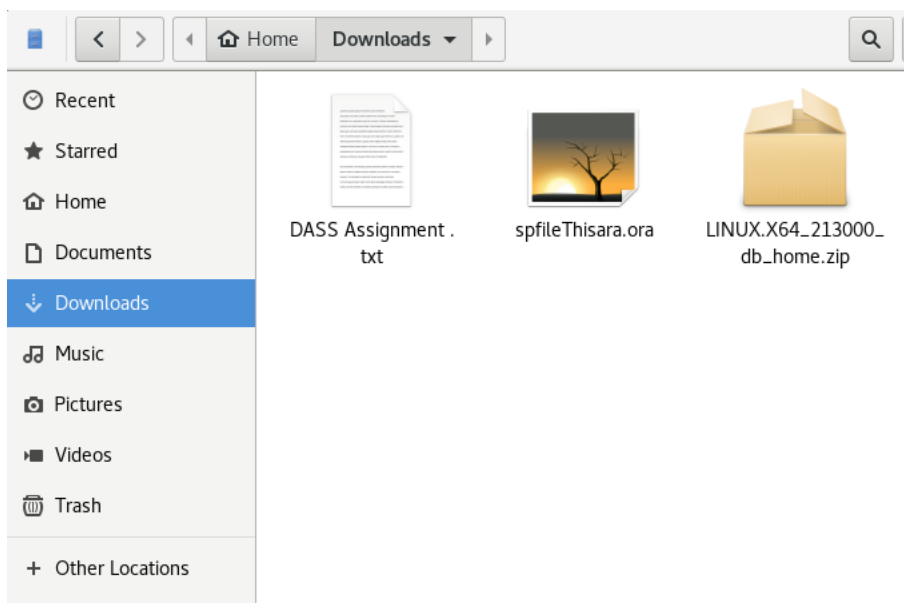 Home Downloads
Recent
Starred
Home
Documents
Downloads
Music
Pictures
Videos
Trash
Other Locations
DASS Assignment .
txt
spfileThisara.ora
LINUX.X64_213000_
db_home.zip